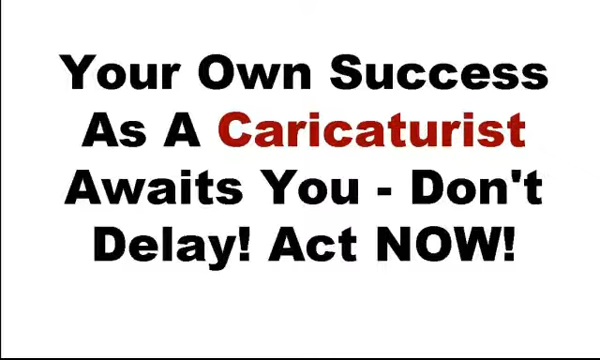 Your Own Success
As A Caricaturist
Awaits You - Don't
Delay! Act NOW!